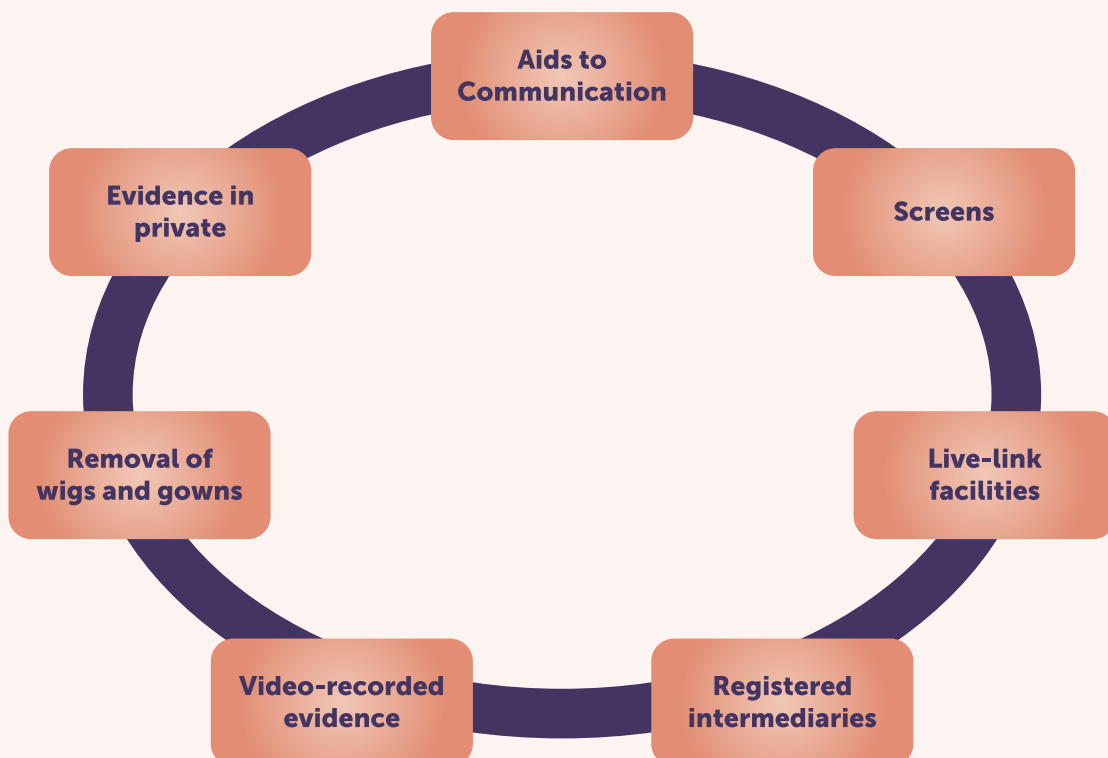 Aids to
Communication
Screens
Live-link
facilities
Registered
intermediaries
Video-recorded
evidence
Removal of
wigs and gowns
Evidence in
private